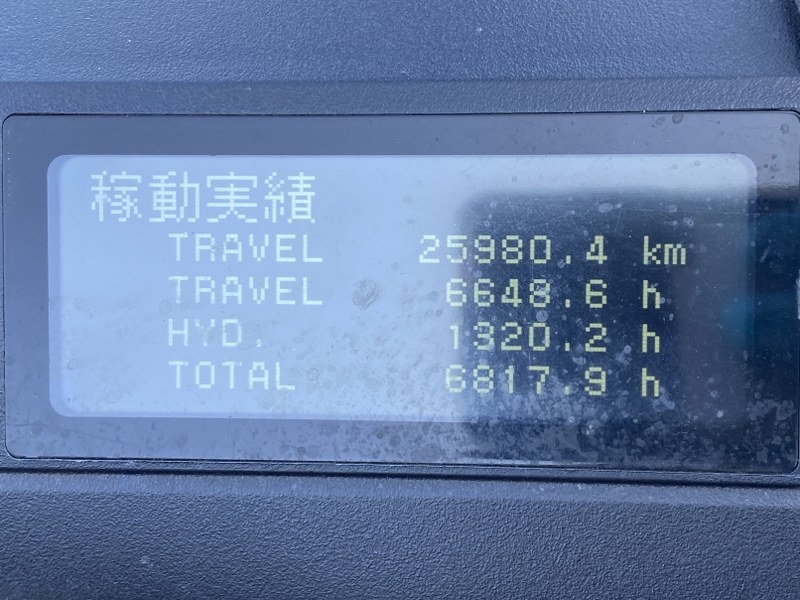 稼動実績
TRAVEL 25980.4 km
TRAVEL 6648.6 h
HYD. 1320.2 h
TOTAL 6817.9 h